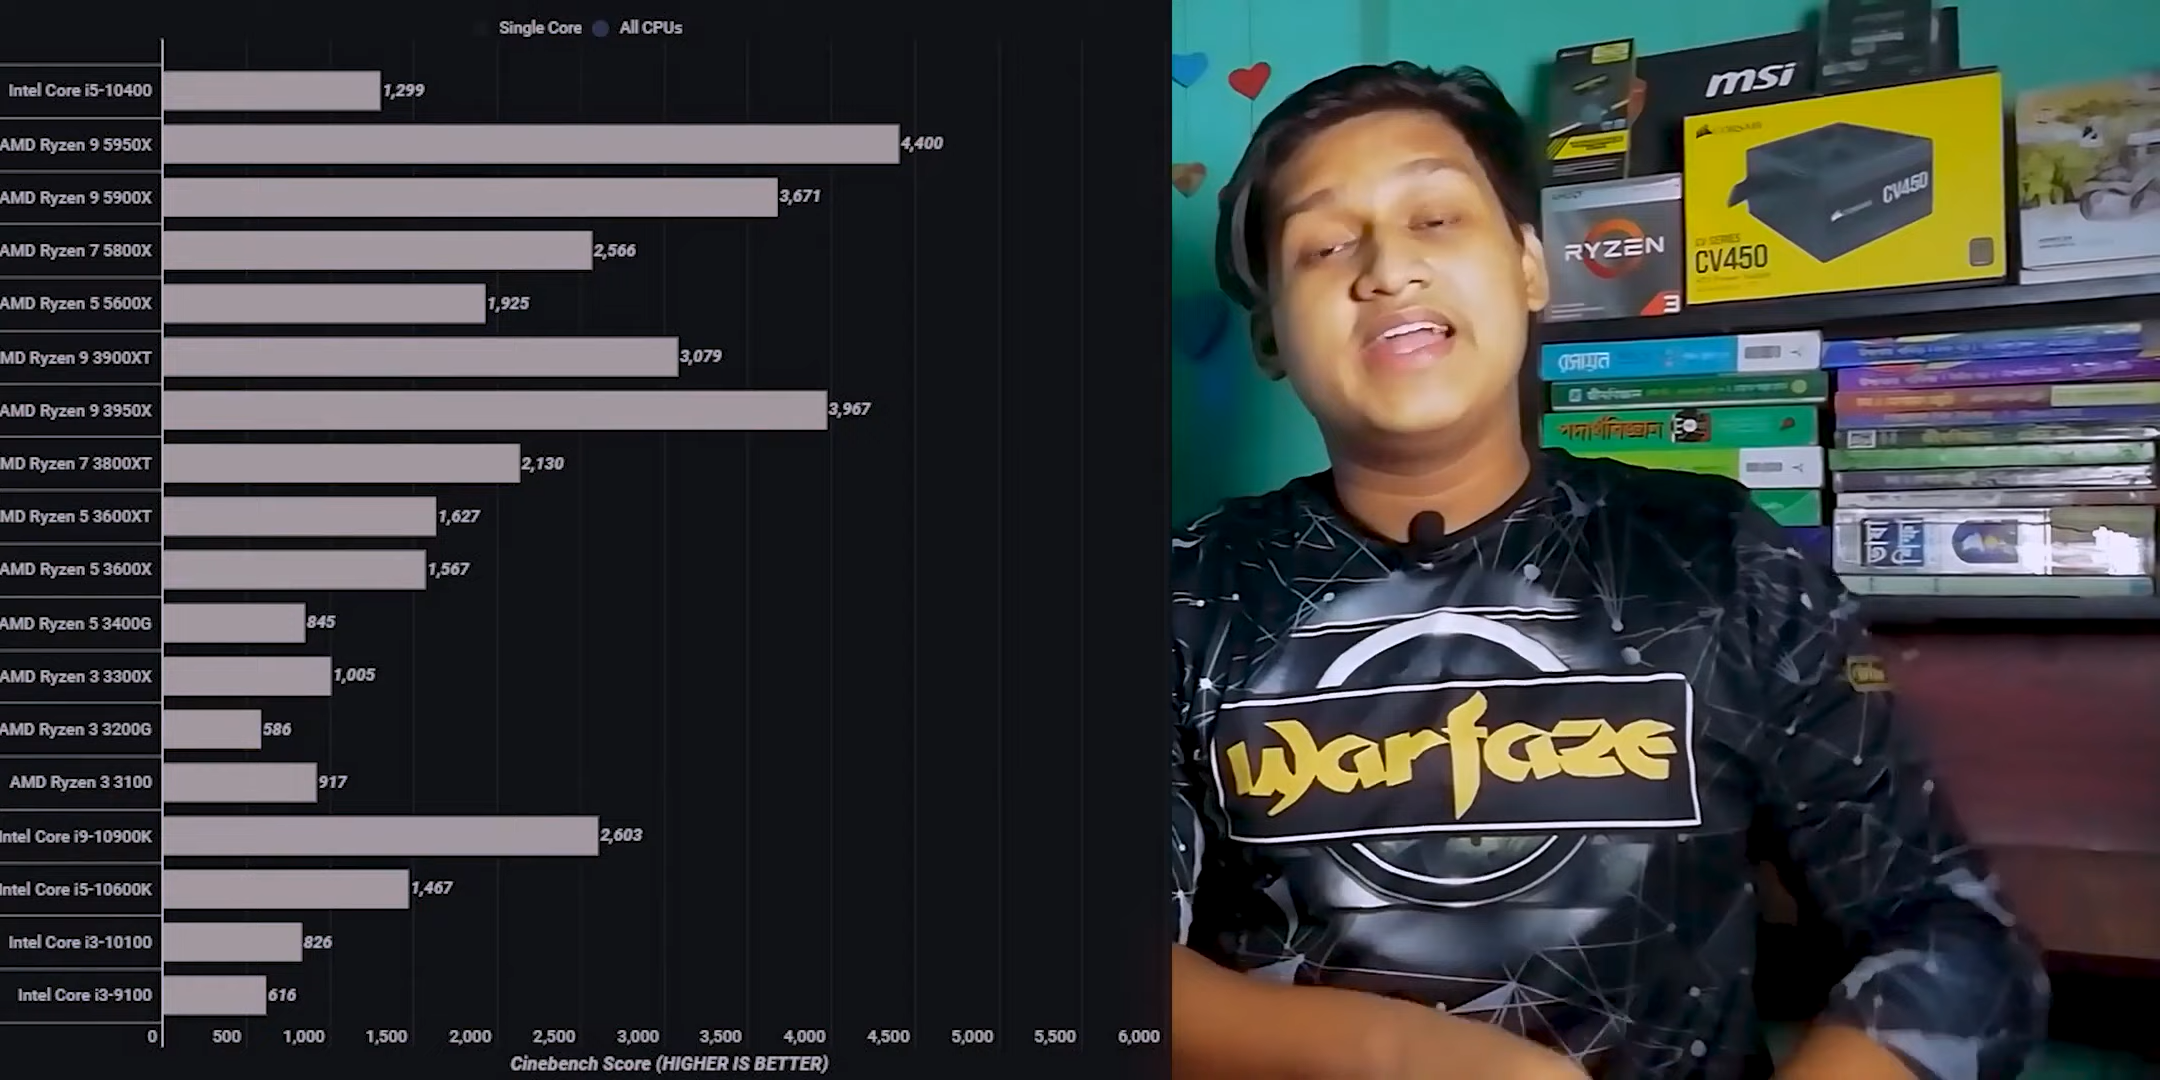 Single Core All CPUs
Intel Core i5-10400 1,299
AMD Ryzen 9 5950X 4,400
AMD Ryzen 9 5900X 3,671
AMD Ryzen 7 5800X 2,566
AMD Ryzen 5 5600X 1,925
MD Ryzen 9 3900XT 3,079
AMD Ryzen 9 3950X 3,967
MD Ryzen 7 3800XT 2,130
MD Ryzen 5 3600XT 1,627
AMD Ryzen 5 3600X 1,567
AMD Ryzen 5 3400G 845
AMD Ryzen 3 3300X 1,005
AMD Ryzen 3 3200G 586
AMD Ryzen 3 3100 917
Intel Core i9-10900K 2,603
Intel Core i5-10600K 1,467
Intel Core i3-10100 826
Intel Core i3-9100 616
0 500 1,000 1,500 2,000 2,500 3,000 3,500 4,000 4,500 5,000 5,500 6,000
Cinebench Score (HIGHER IS BETTER)
msi
CORSAIR
CV450
CV SERIES
CV450
RYZEN
3
রসায়ন
জীববিজ্ঞান
পদার্থবিজ্ঞান
warfaze